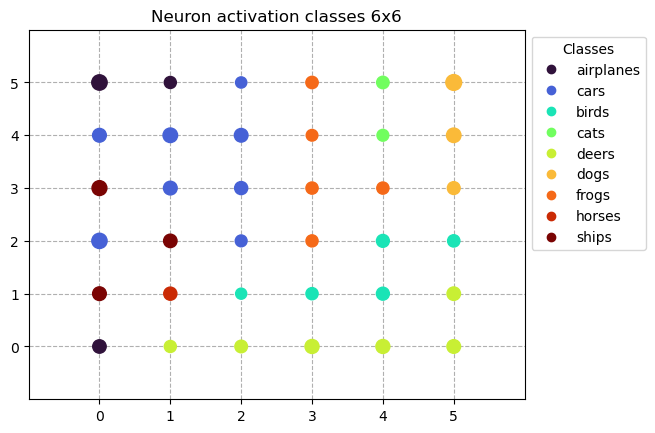 Neuron activation classes 6x6
5
4
3
2
1
0
0 1 2 3 4 5
Classes
airplanes
cars
birds
cats
deers
dogs
frogs
horses
ships